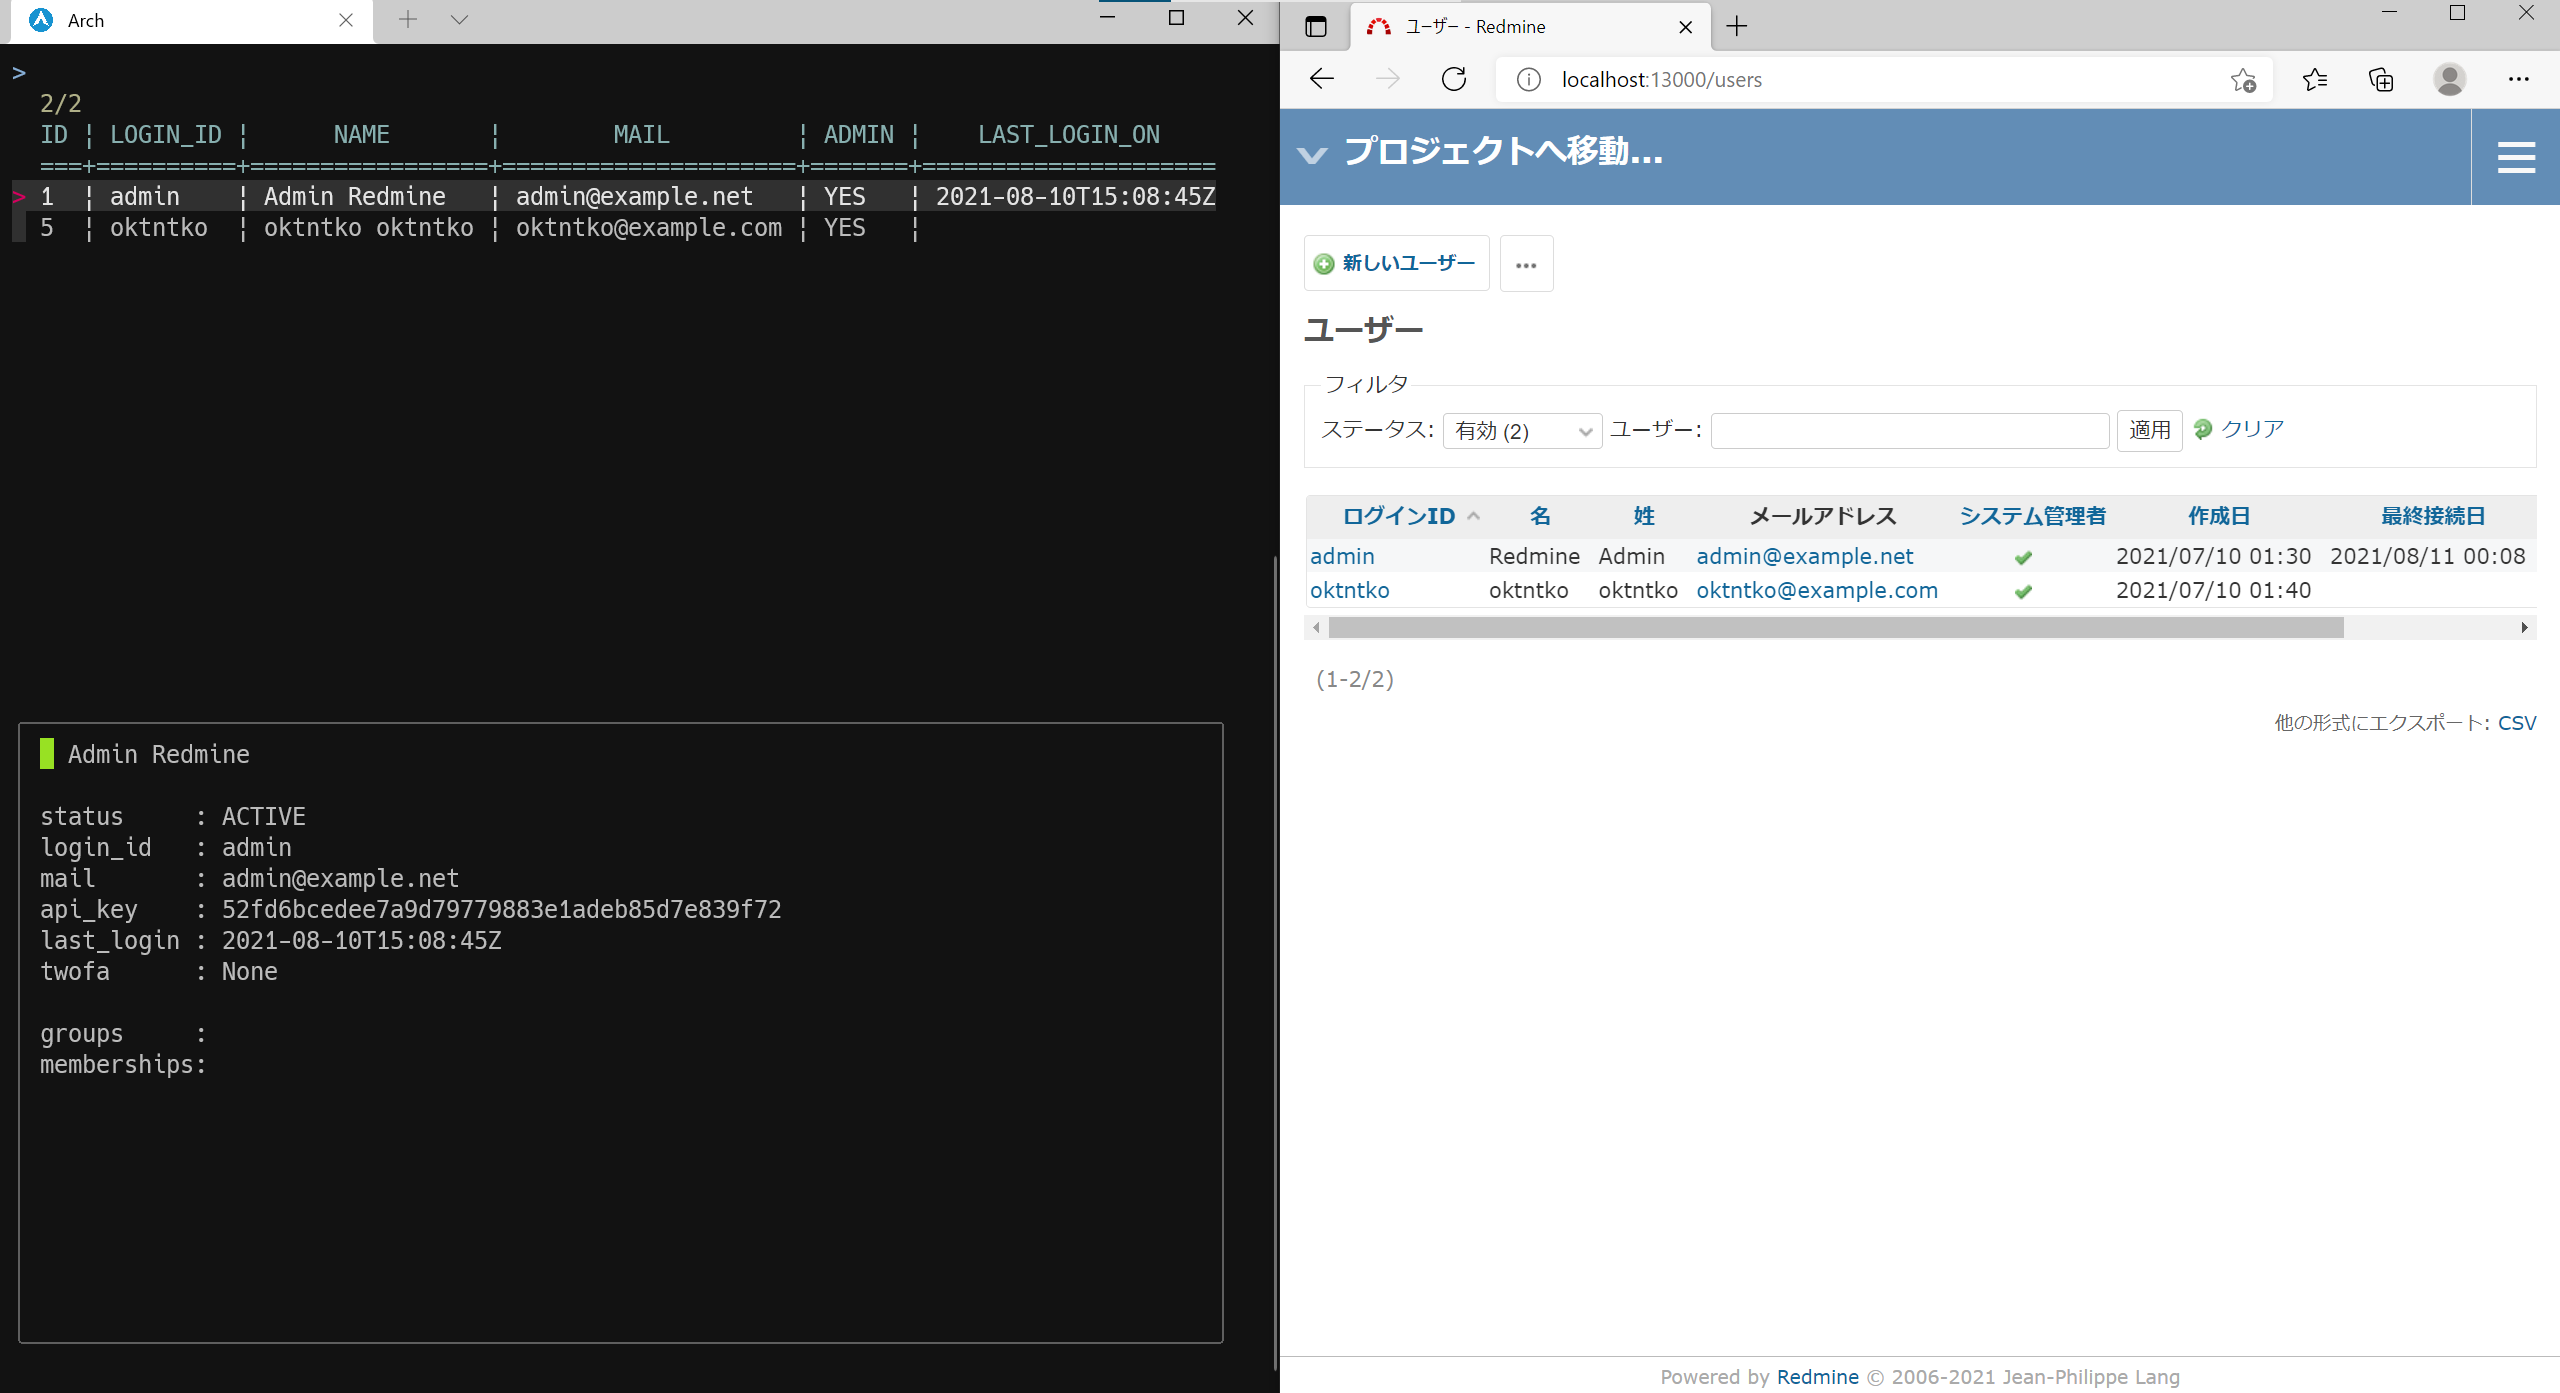 Arch
>
2/2
ID ¦ LOGIN_ID ¦ NAME ¦ MAIL ¦ ADMIN ¦ LAST_LOGIN_ON
===+==========+=================+=====================+=======+=====================
> 1 ¦ admin ¦ Admin Redmine ¦ admin@example.net ¦ YES ¦ 2021-08-10T15:08:45Z
5 ¦ oktntko ¦ oktntko oktntko ¦ oktntko@example.com ¦ YES ¦
Admin Redmine
status : ACTIVE
login_id : admin
mail : admin@example.net
api_key : 52fd6bcedee7a9d79779883e1adeb85d7e839f72
last_login : 2021-08-10T15:08:45Z
twofa : None
groups :
memberships:
ユーザー - Redmine
localhost:13000/users
プロジェクトへ移動...
新しいユーザー
ユーザー
フィルタ
ステータス: 有効 (2) ユーザー: 適用 クリア
ログインID 名 姓 メールアドレス システム管理者 作成日 最終接続日
admin Redmine Admin admin@example.net 2021/07/10 01:30 2021/08/11 00:08
oktntko oktntko oktntko oktntko@example.com 2021/07/10 01:40
(1-2/2)
他の形式にエクスポート: CSV
Powered by Redmine © 2006-2021 Jean-Philippe Lang